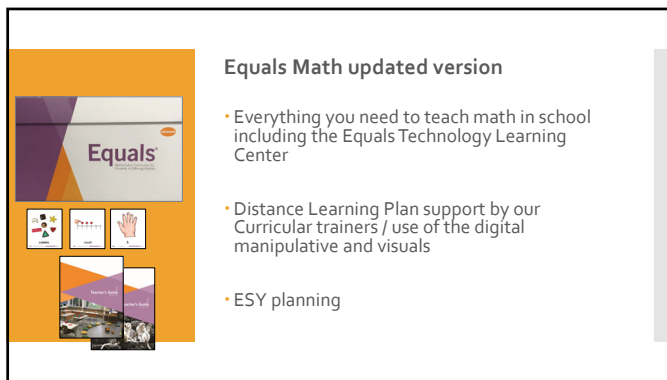 Equals Math updated version
• Everything you need to teach math in school
including the Equals Technology Learning
Center
• Distance Learning Plan support by our
Curricular trainers / use of the digital
manipulative and visuals
• ESY planning
Equals®
count
5
Teacher's Guide
Teacher's Guide